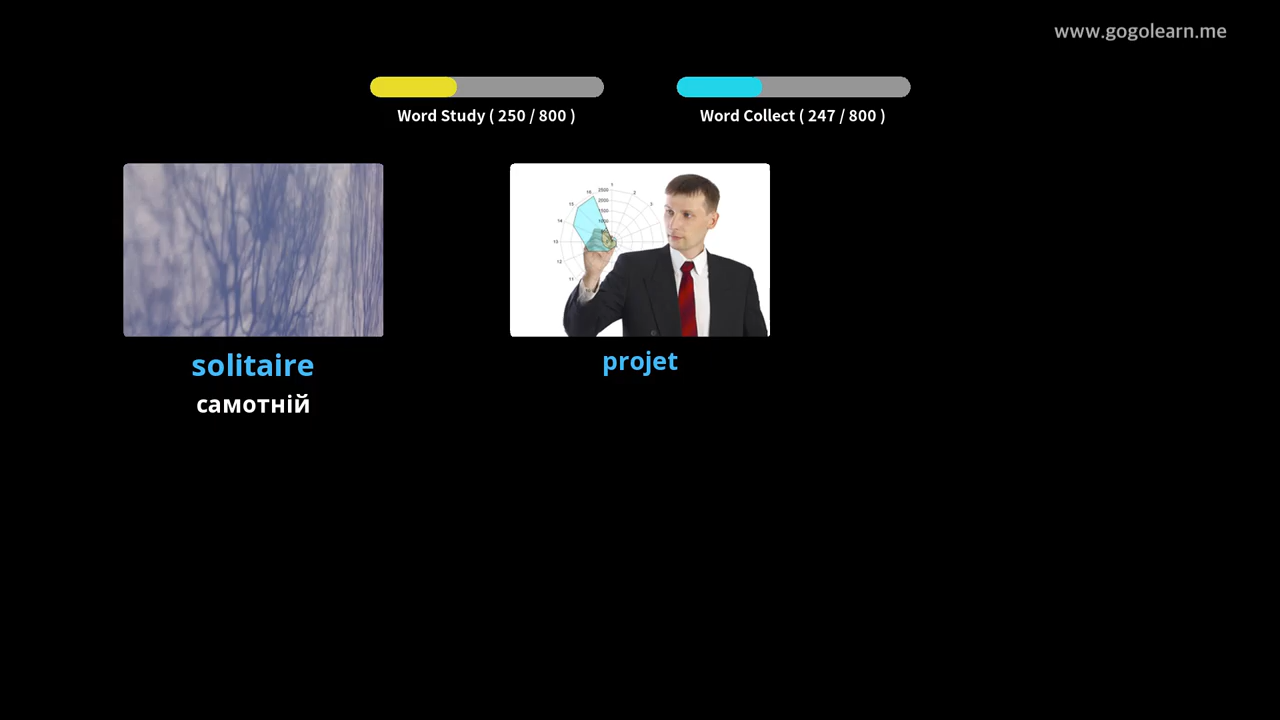 www.gogolearn.me
Word Study ( 250 / 800 )
Word Collect ( 247 / 800 )
solitaire
самотній
projet